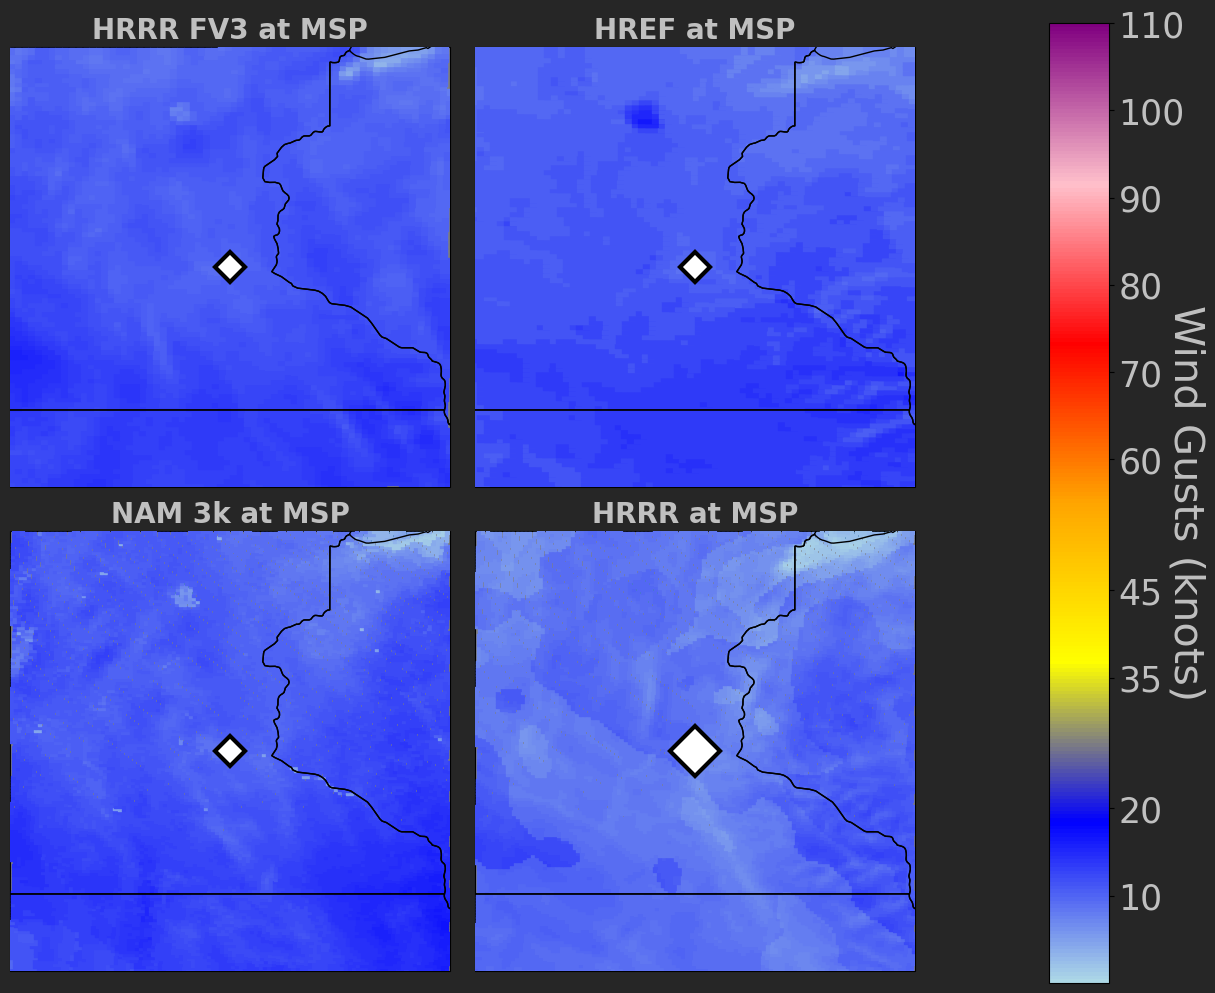 HRRR FV3 at MSP
HREF at MSP
NAM 3k at MSP
HRRR at MSP
110
100
90
80
70
60
45
35
20
10
Wind Gusts (knots)